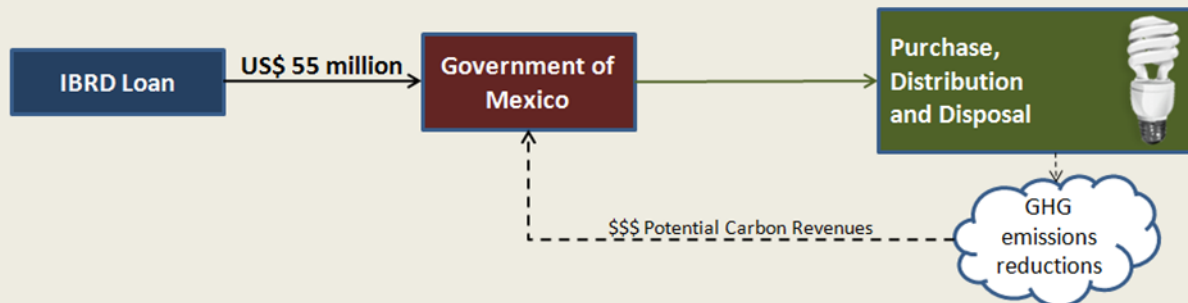 IBRD Loan
US$ 55 million
Government of
Mexico
Purchase,
Distribution
and Disposal
GHG
emissions
reductions
$$$ Potential Carbon Revenues